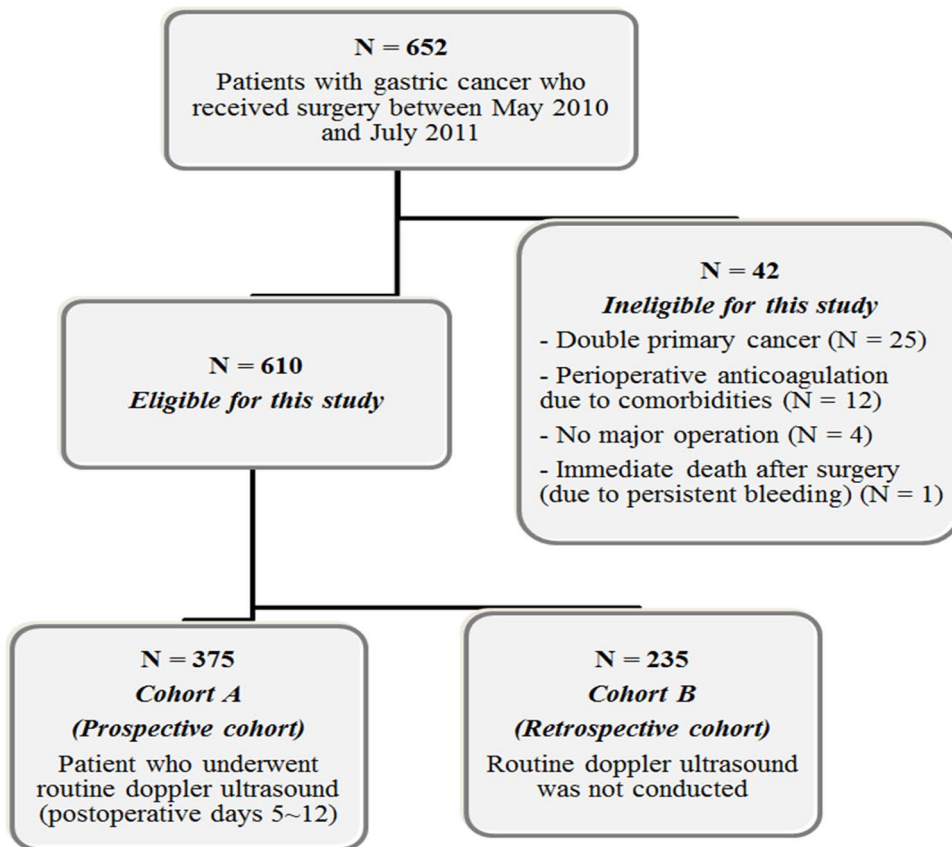 N = 652
Patients with gastric cancer who
received surgery between May 2010
and July 2011
N = 42
Ineligible for this study
- Double primary cancer (N = 25)
- Perioperative anticoagulation
due to comorbidities (N = 12)
- No major operation (N = 4)
- Immediate death after surgery
(due to persistent bleeding) (N = 1)
N = 610
Eligible for this study
N = 375
Cohort A
(Prospective cohort)
Patient who underwent
routine doppler ultrasound
(postoperative days 5~12)
N = 235
Cohort B
(Retrospective cohort)
Routine doppler ultrasound
was not conducted